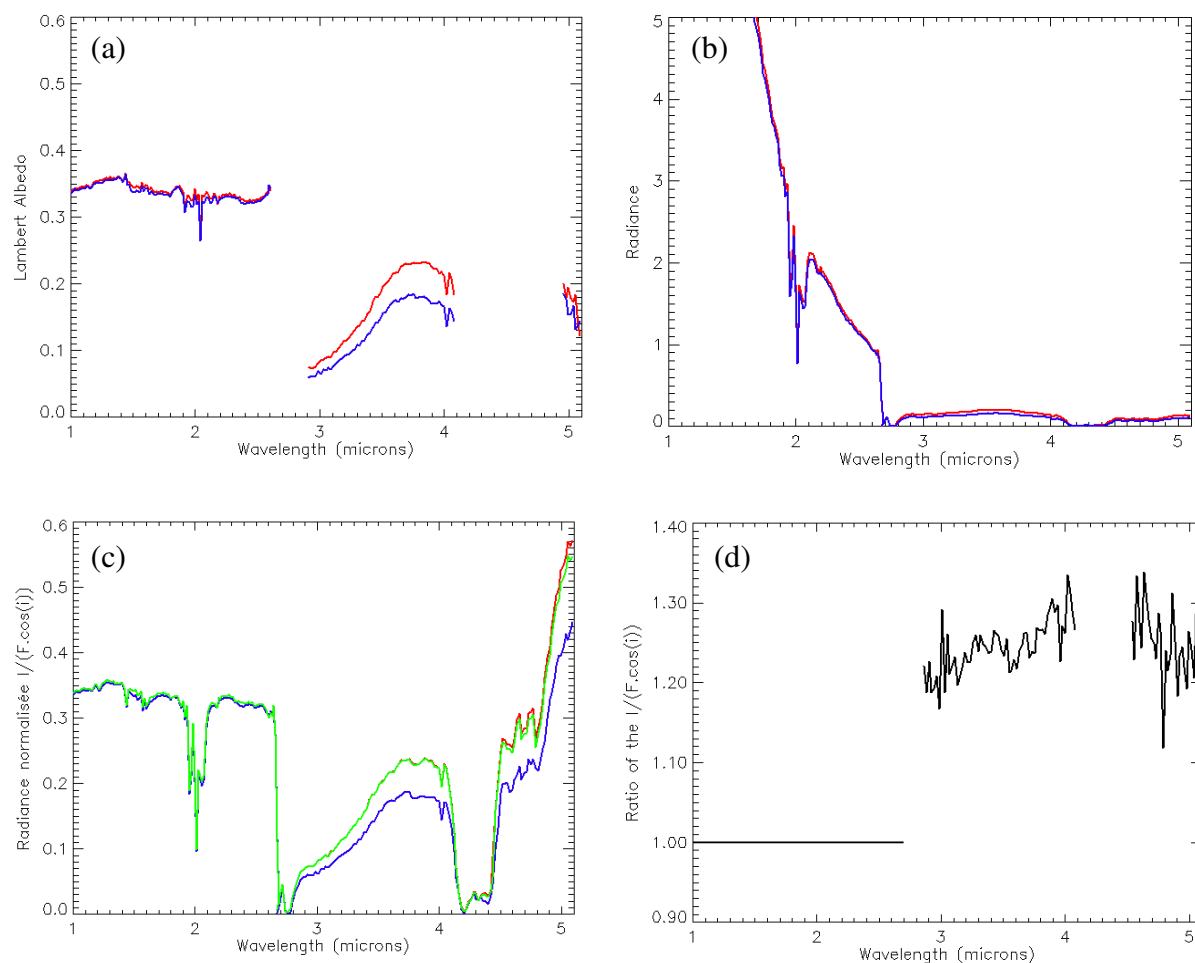 (a)
Lambert Albedo
0.6
0.5
0.4
0.3
0.2
0.1
0.0
1 2 3 4 5
Wavelength (microns)
(b)
Radiance
5
4
3
2
1
0
1 2 3 4 5
Wavelength (microns)
(c)
Radiance normalisée I/(F.cos(i))
0.6
0.5
0.4
0.3
0.2
0.1
0.0
1 2 3 4 5
Wavelength (microns)
(d)
Ratio of the I/(F.cos(i))
1.40
1.30
1.20
1.10
1.00
0.90
1 2 3 4 5
Wavelength (microns)